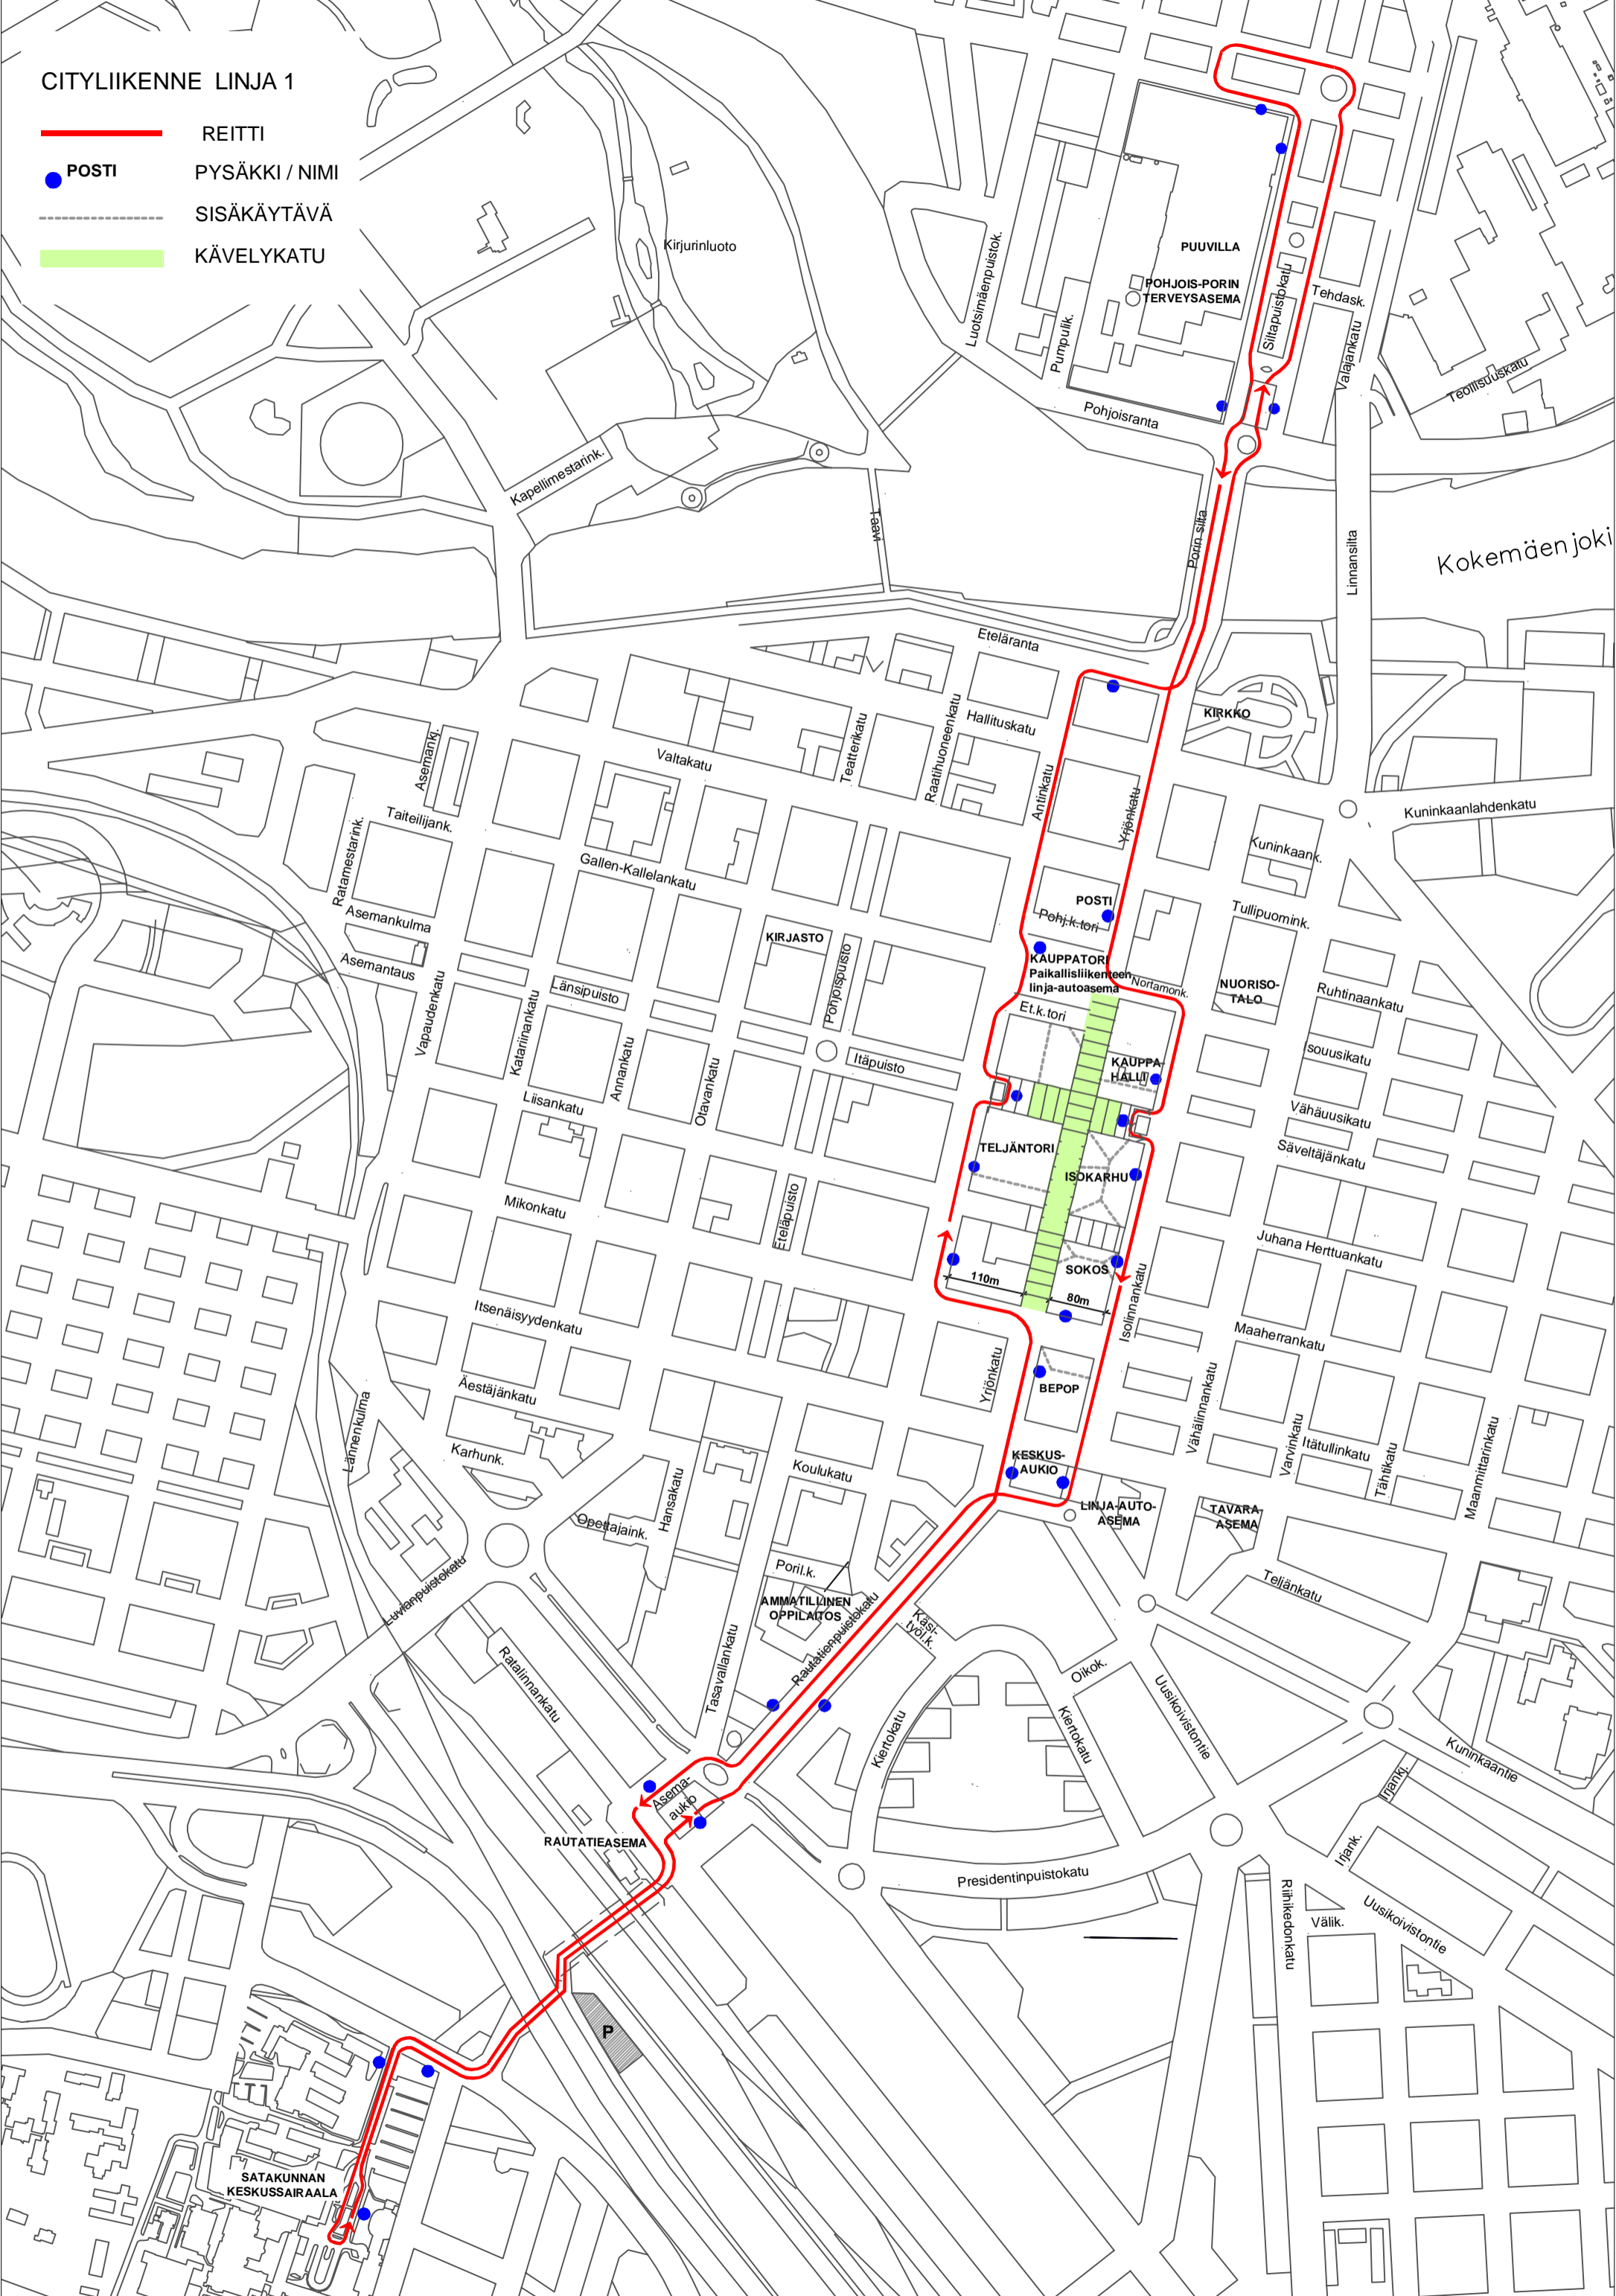 CITYLIIKENNE LINJA 1
REITTI
POSTI
PYSÄKKI / NIMI
SISÄKÄYTÄVÄ
KÄVELYKATU
Kirjurinluoto
Luotsimäenpuistok.
Pumpulik.
PUUVILLA
POHJOIS-PORIN
TERVEYSASEMA
Siltapuistokatu
Tehdask.
Valajankatu
Teollisuuskatu
Pohjoisranta
Kapellimestarink.
Taavi
Porin silta
Linnansilta
Kokemäenjoki
Eteläranta
Hallituskatu
KIRKKO
Asemankj.
Valtakatu
Teatterikatu
Raatihuoneenkatu
Antinkatu
Yrjönkatu
Kuninkaanlahdenkatu
Taiteilijank.
Ratamestarink.
Gallen-Kallelankatu
Kuninkaank.
Asemankulma
Asemantaus
KIRJASTO
POSTI
Pohj.k.tori
Tullipuomink.
KAUPPATORI
Paikallisliikenteen
linja-autoasema
Nortamonk.
NUORISO-
TALO
Ruhtinaankatu
Länsipuisto
Pohjoispuisto
Et.k.tori
Vapaudenkatu
Katariinankatu
Annankatu
Otavankatu
Itäpuisto
KAUPPA-
HALLI
Isouusikatu
Liisankatu
Vähäuusikatu
TELJÄNTORI
ISOKARHU
Säveltäjänkatu
Mikonkatu
Eteläpuisto
Juhana Herttuankatu
SOKOS
110m
80m
Isolinnankatu
Itsenäisyydenkatu
Maaherrankatu
Äestäjänkatu
Yrjönkatu
BEPOP
Vähälinnankatu
Lännenkulma
Karhunk.
Koulukatu
KESKUS-
AUKIO
Varvinkatu
Itätullinkatu
Tähtikatu
Maanmittarinkatu
Hansakatu
Opettajaink.
LINJA-AUTO-
ASEMA
TAVARA-
ASEMA
Luvianpuistokatu
Poril.k.
AMMATILLINEN
OPPILAITOS
Rautatienpuistokatu
Käsi-
työl.k.
Teljänkatu
Ratalinnankatu
Tasavallankatu
Oikok.
Kiertokatu
Kiertokatu
Uusikoivistontie
Kuninkaantie
Asema-
aukio
RAUTATIEASEMA
Irjankj.
Irjank.
Presidentinpuistokatu
Riihikedonkatu
Välik.
Uusikoivistontie
P
SATAKUNNAN
KESKUSSAIRAALA